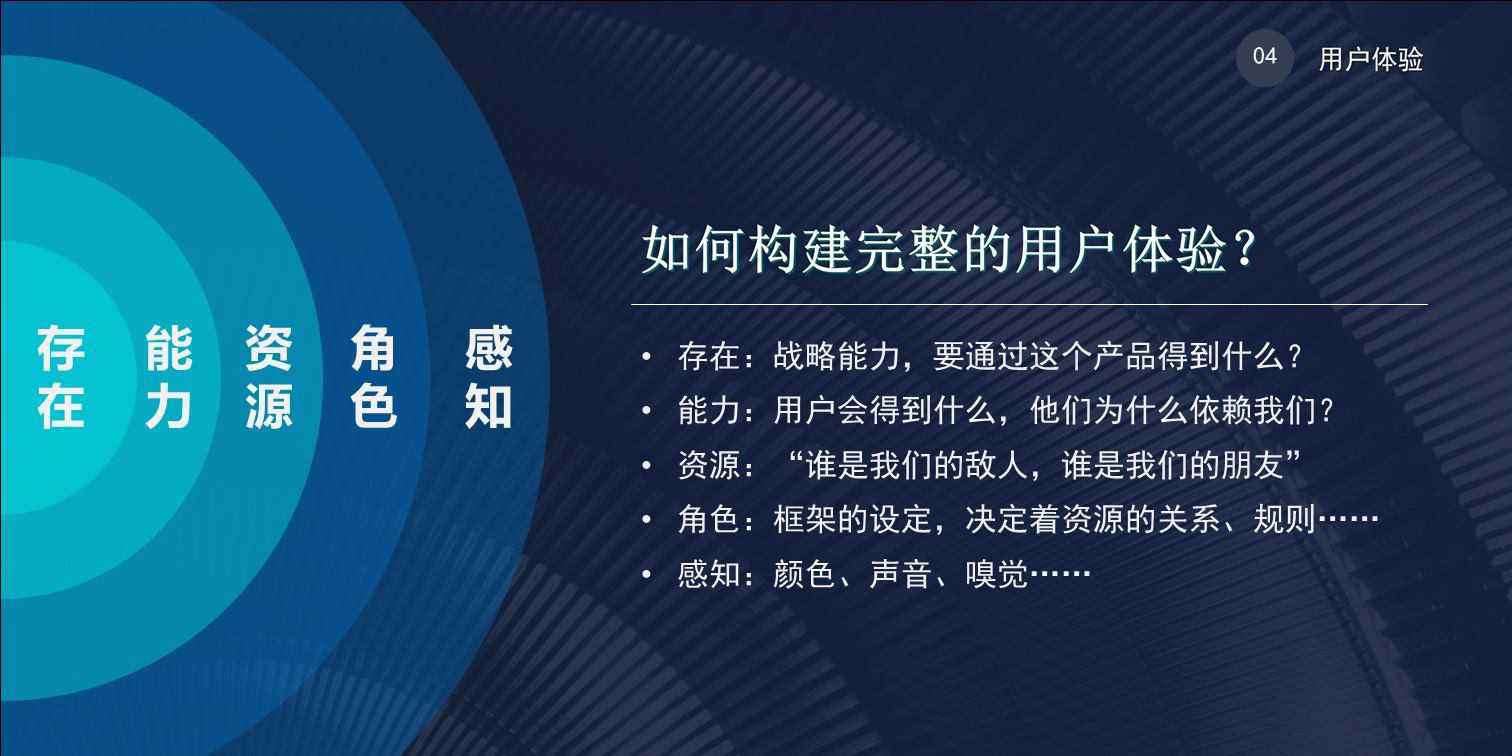 04 用户体验
存在 能力 资源 角色 感知
如何构建完整的用户体验？
• 存在：战略能力，要通过这个产品得到什么？
• 能力：用户会得到什么，他们为什么依赖我们？
• 资源：“谁是我们的敌人，谁是我们的朋友”
• 角色：框架的设定，决定着资源的关系、规则……
• 感知：颜色、声音、嗅觉……